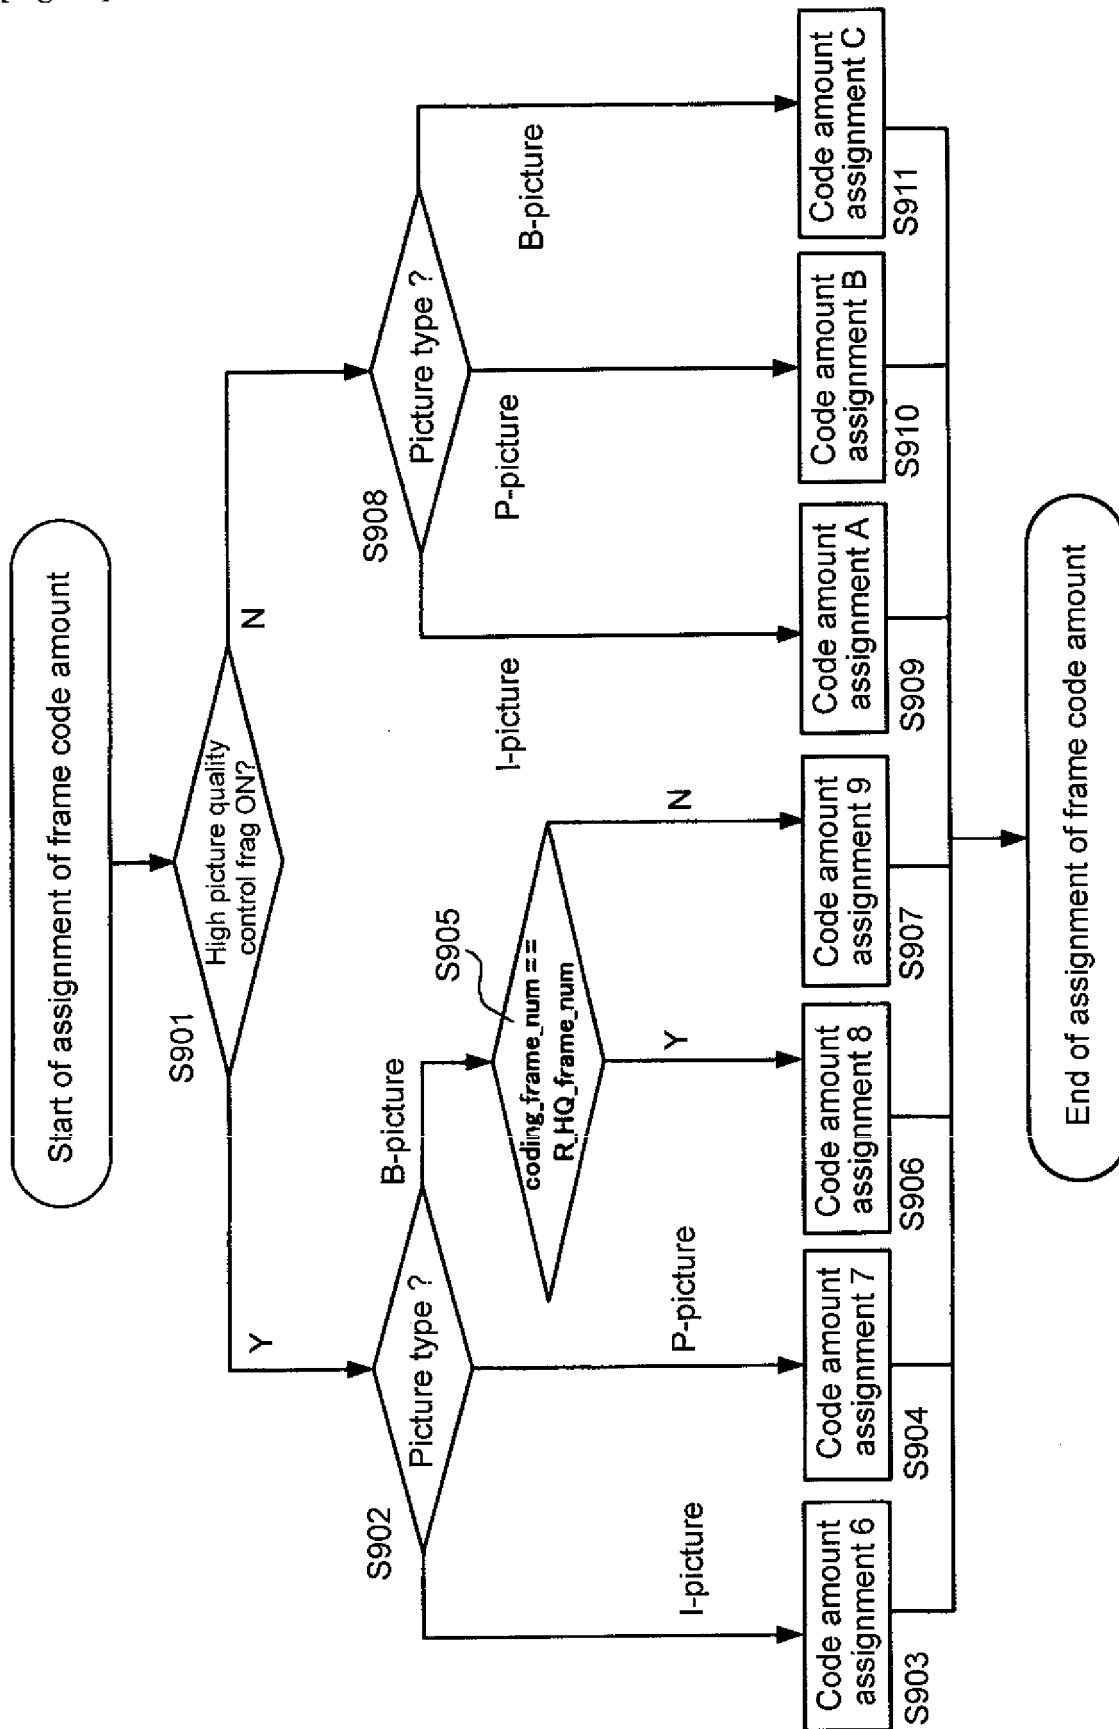 Start of assignment of frame code amount
S901
High picture quality
control frag ON?
Y
N
S902
Picture type ?
S908
Picture type ?
I-picture
P-picture
B-picture
S905
coding_frame_num ==
R_HQ_frame_num
Y
N
I-picture
P-picture
B-picture
Code amount
assignment 6
S903
Code amount
assignment 7
S904
Code amount
assignment 8
S906
Code amount
assignment 9
S907
Code amount
assignment A
S909
Code amount
assignment B
S910
Code amount
assignment C
S911
End of assignment of frame code amount